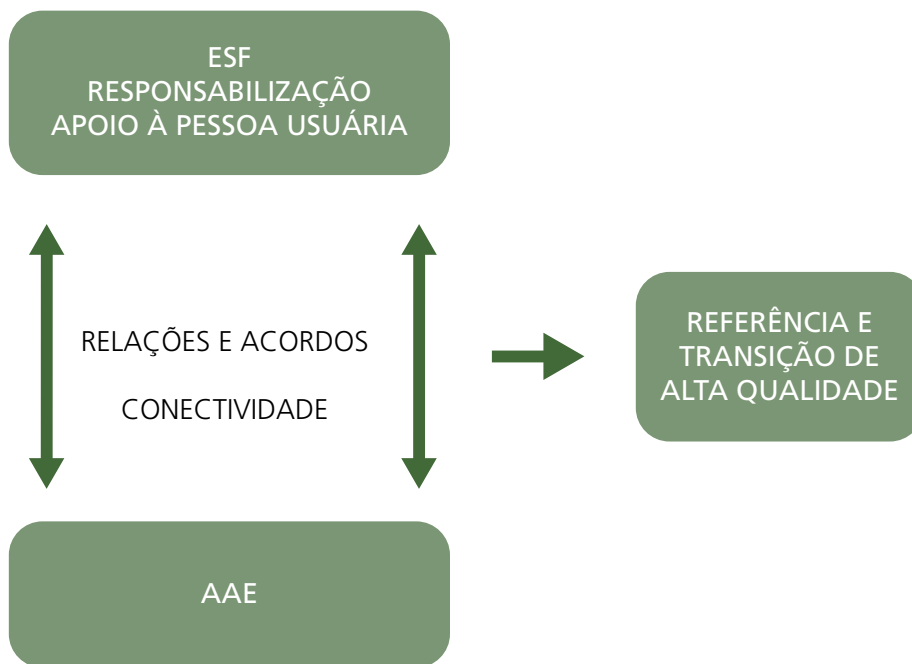 ESF
RESPONSABILIZAÇÃO
APOIO À PESSOA USUÁRIA
RELAÇÕES E ACORDOS
CONECTIVIDADE
REFERÊNCIA E
TRANSIÇÃO DE
ALTA QUALIDADE
AAE